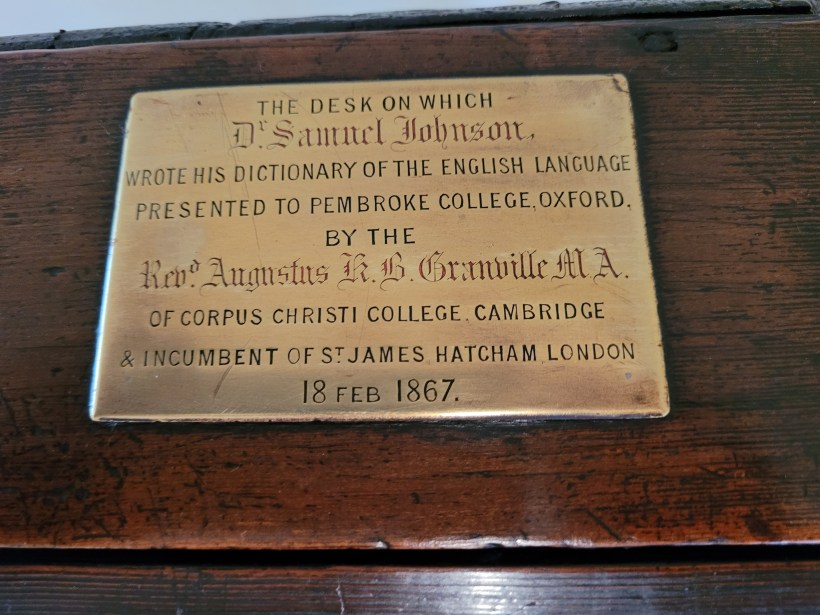 THE DESK ON WHICH
Dr. Samuel Johnson,
WROTE HIS DICTIONARY OF THE ENGLISH LANGUAGE
PRESENTED TO PEMBROKE COLLEGE, OXFORD,
BY THE
Revd Augustus K. B. Granville M A.
OF CORPUS CHRISTI COLLEGE, CAMBRIDGE
& INCUMBENT OF ST JAMES HATCHAM LONDON
18 FEB 1867.